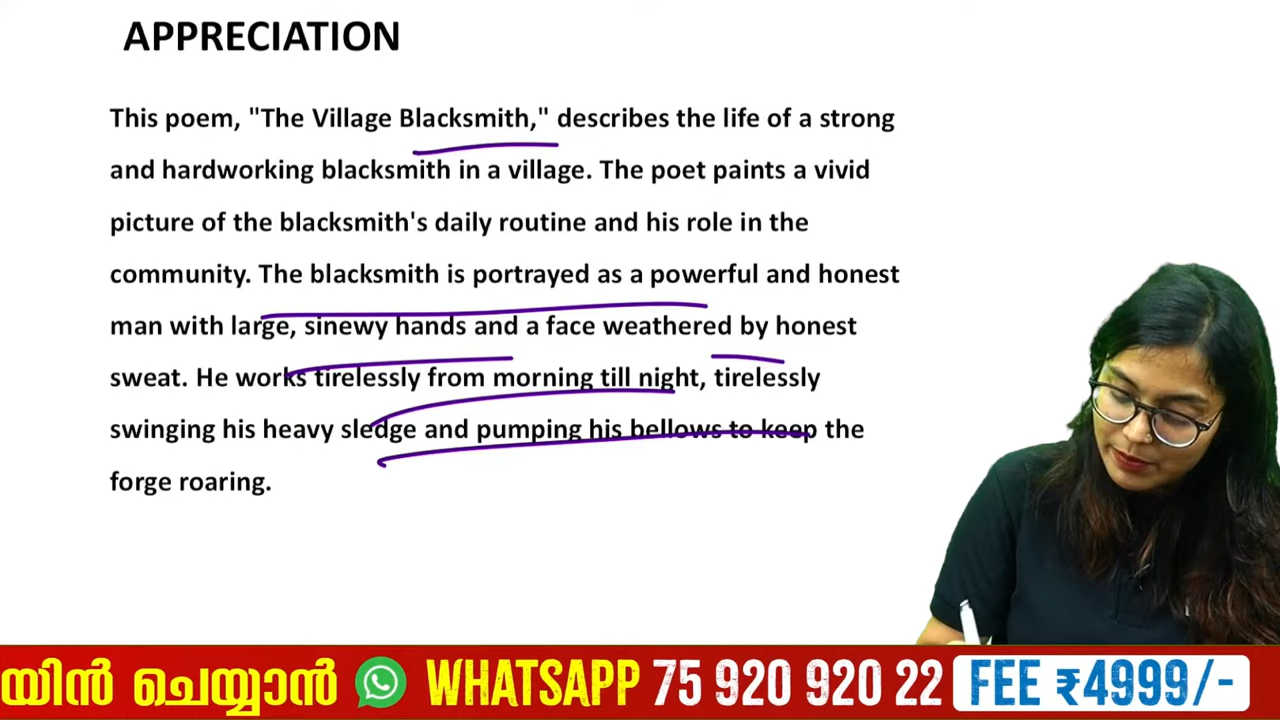 APPRECIATION
This poem, "The Village Blacksmith," describes the life of a strong
and hardworking blacksmith in a village. The poet paints a vivid
picture of the blacksmith's daily routine and his role in the
community. The blacksmith is portrayed as a powerful and honest
man with large, sinewy hands and a face weathered by honest
sweat. He works tirelessly from morning till night, tirelessly
swinging his heavy sledge and pumping his bellows to keep the
forge roaring.
യിൻ ചെയ്യാൻ WHATSAPP 75 920 920 22 FEE ₹4999/-